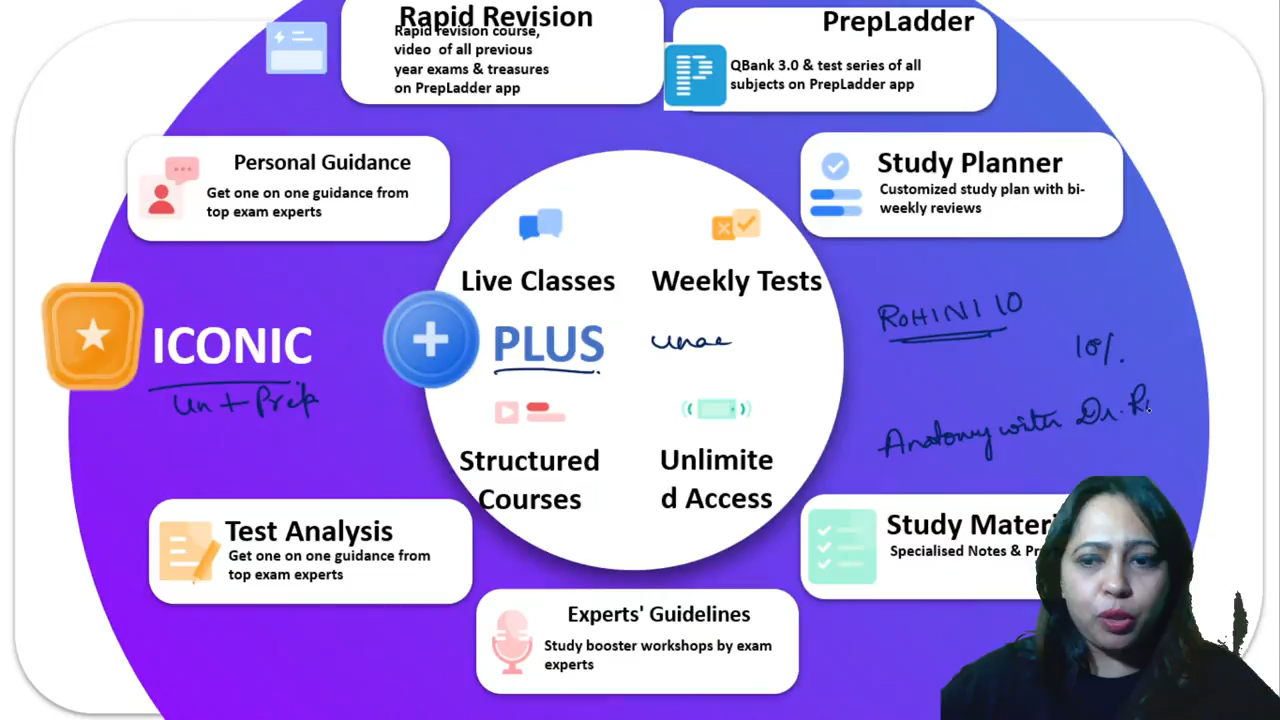 Rapid Revision
Rapid revision course,
video of all previous
year exams & treasures
on PrepLadder app
PrepLadder
QBank 3.0 & test series of all
subjects on PrepLadder app
Personal Guidance
Get one on one guidance from
top exam experts
Study Planner
Customized study plan with bi-
weekly reviews
Live Classes
Weekly Tests
ICONIC
Un + Prep
PLUS
ROHINI 10
10%.
Anatomy with Dr. R
Structured
Courses
Unlimite
d Access
Test Analysis
Get one on one guidance from
top exam experts
Study Materi
Specialised Notes & Pr
Experts' Guidelines
Study booster workshops by exam
experts